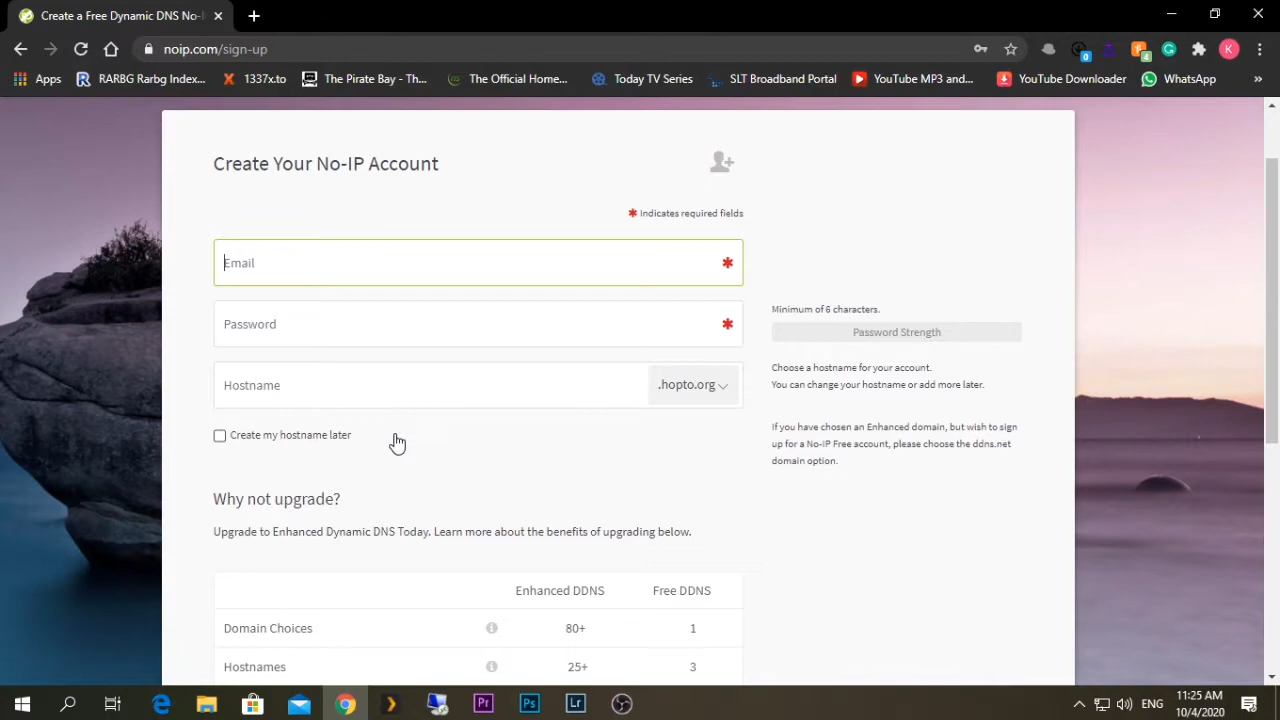 Create a Free Dynamic DNS No-I
noip.com/sign-up
0
4
K
Apps
RARBG Rarbg Index...
1337x.to
The Pirate Bay - Th...
The Official Home...
Today TV Series
SLT Broadband Portal
YouTube MP3 and...
YouTube Downloader
WhatsApp
»
Create Your No-IP Account
* Indicates required fields
Email *
Password *
Minimum of 6 characters.
Password Strength
Hostname
.hopto.org
Choose a hostname for your account.
You can change your hostname or add more later.
Create my hostname later
If you have chosen an Enhanced domain, but wish to sign
up for a No-IP Free account, please choose the ddns.net
domain option.
Why not upgrade?
Upgrade to Enhanced Dynamic DNS Today. Learn more about the benefits of upgrading below.
Enhanced DDNS Free DDNS
Domain Choices 80+ 1
Hostnames 25+ 3
Pr
Ps
Lr
ENG
11:25 AM
10/4/2020